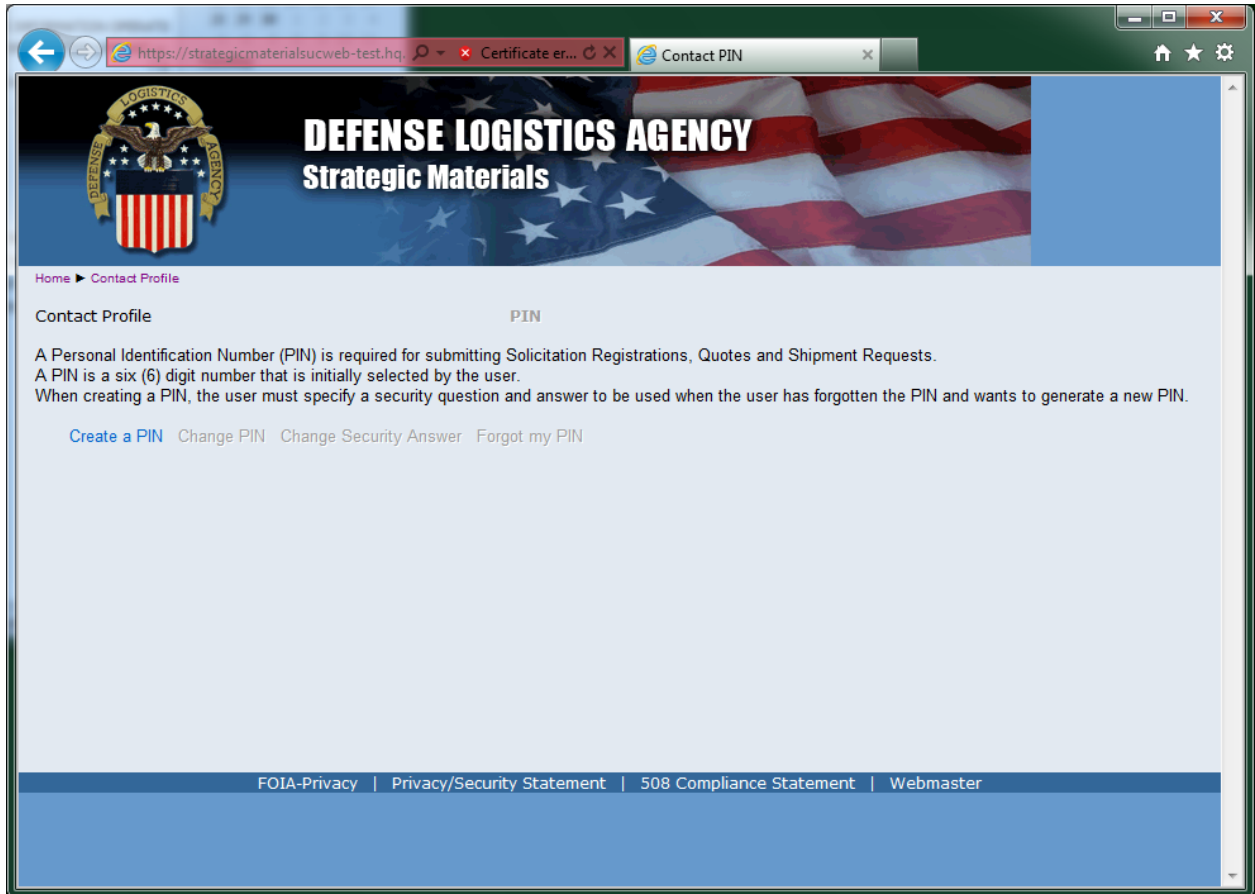 https://strategicmaterialsucweb-test.hq.
Certificate er...
Contact PIN
DEFENSE LOGISTICS AGENCY
DEFENSE LOGISTICS AGENCY
Strategic Materials
Home ► Contact Profile
Contact Profile PIN
A Personal Identification Number (PIN) is required for submitting Solicitation Registrations, Quotes and Shipment Requests.
A PIN is a six (6) digit number that is initially selected by the user.
When creating a PIN, the user must specify a security question and answer to be used when the user has forgotten the PIN and wants to generate a new PIN.
Create a PIN Change PIN Change Security Answer Forgot my PIN
FOIA-Privacy | Privacy/Security Statement | 508 Compliance Statement | Webmaster